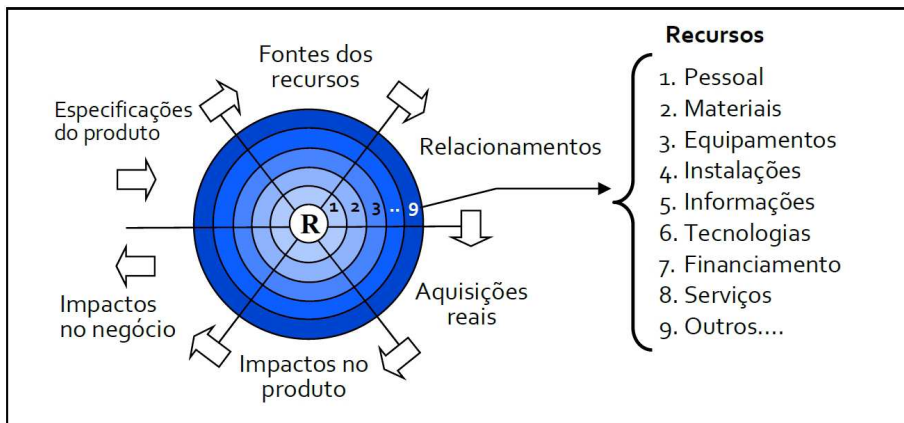 Fontes dos
recursos
Especificações
do produto
Relacionamentos
R
1 2 3 .. 9
Impactos
no negócio
Impactos no
produto
Aquisições
reais
Recursos
1. Pessoal
2. Materiais
3. Equipamentos
4. Instalações
5. Informações
6. Tecnologias
7. Financiamento
8. Serviços
9. Outros....